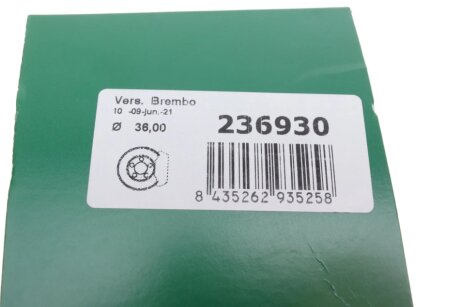 Vers. Brembo
10 -09-jun.-21
Ø 36,00
236930
8 435262 935258